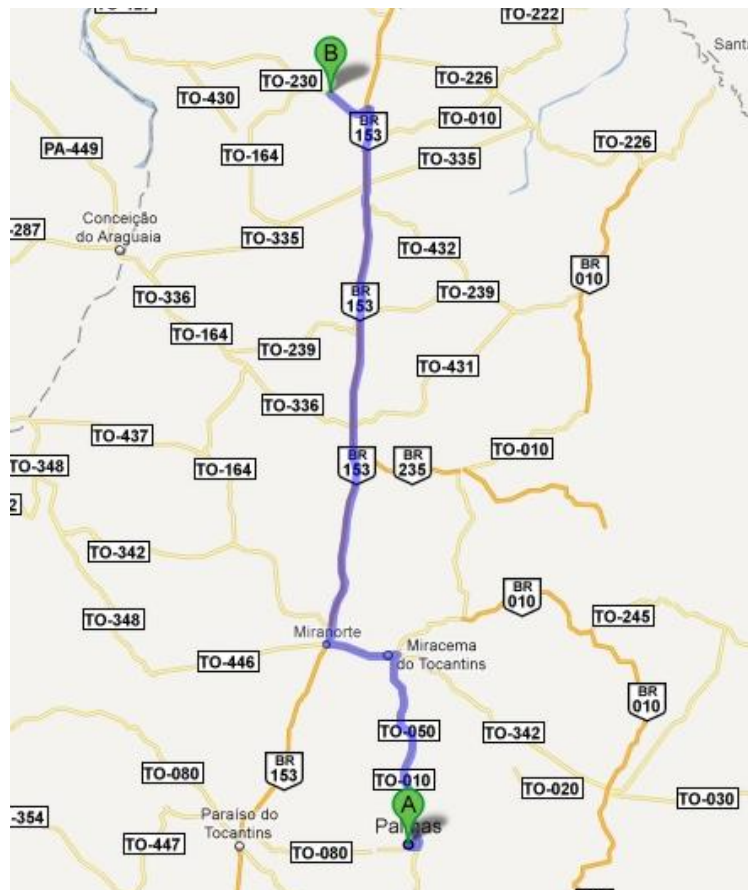 TO-222
Santa
B
TO-230
TO-226
TO-430
TO-010
BR
153
TO-226
PA-449
TO-164
TO-335
Conceição
do Araguaia
-287
TO-335
TO-432
BR
010
TO-336
BR
153
TO-239
TO-164
TO-239
TO-431
TO-336
TO-437
TO-010
TO-348
TO-164
BR
153
BR
235
TO-342
BR
010
TO-348
TO-245
Miranorte
Miracema
do Tocantins
TO-446
BR
010
TO-050
TO-342
BR
153
TO-080
TO-010
TO-020
TO-030
A
-354
Paraíso do
Tocantins
Palmas
TO-447
TO-080